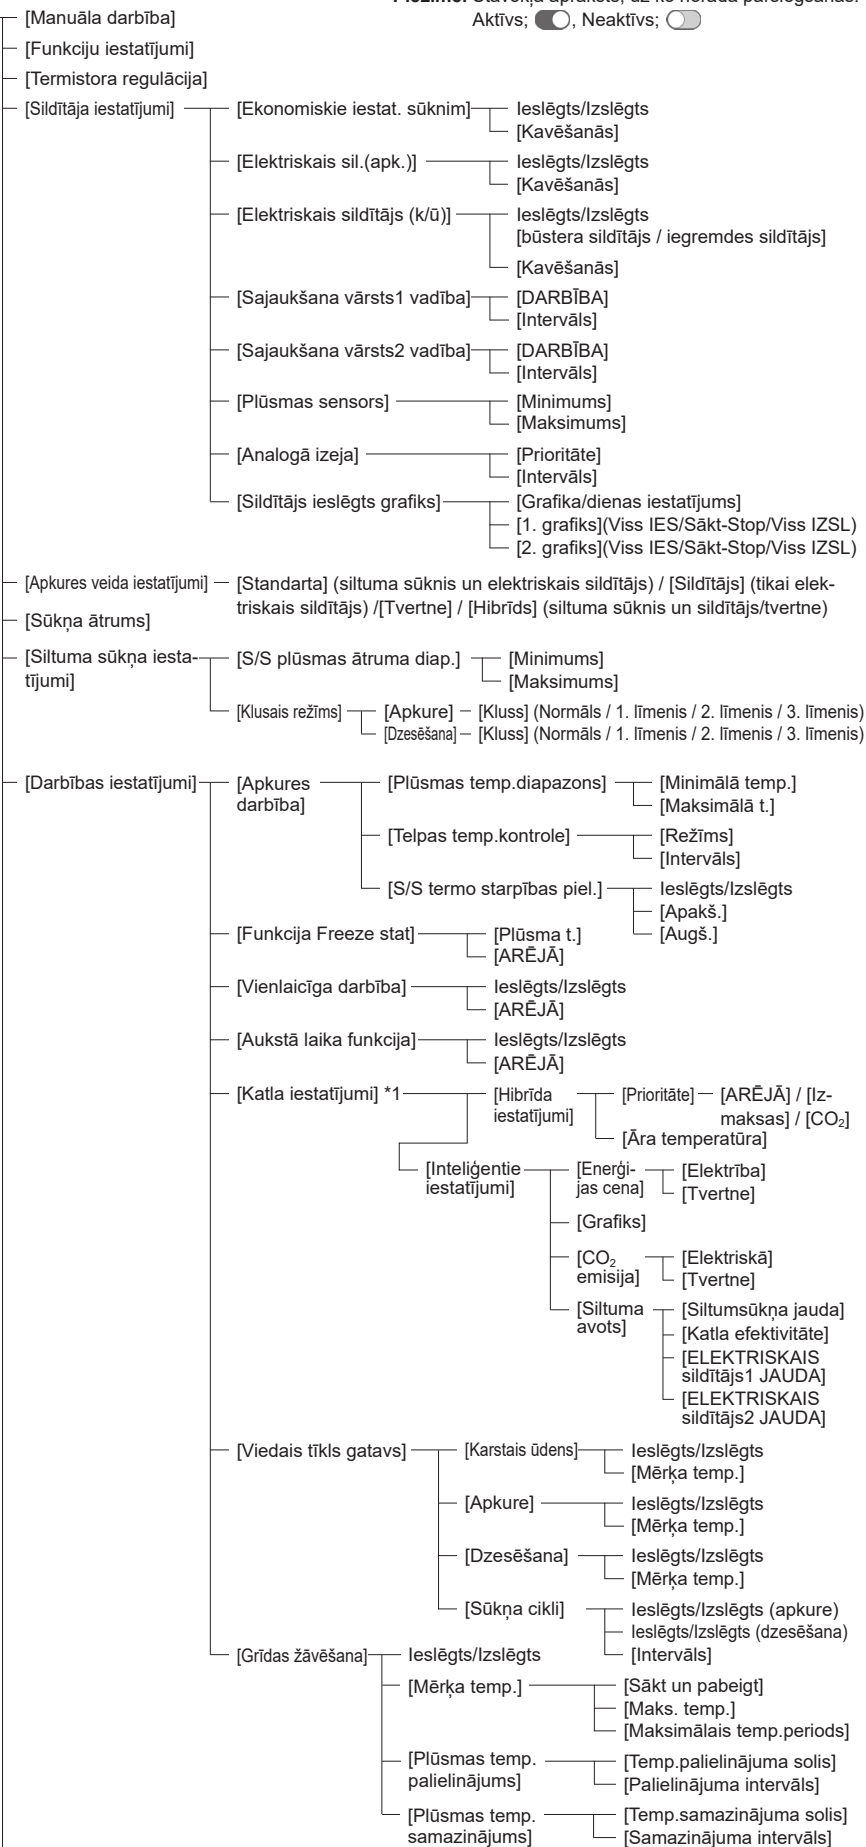 Aktīvs; , Neaktīvs;
[Manuāla darbība]
[Funkciju iestatījumi]
[Termistora regulācija]
[Sildītāja iestatījumi]
[Ekonomiskie iestat. sūknim]
Ieslēgts/Izslēgts
[Kavēšanās]
[Elektriskais sil.(apk.)]
Ieslēgts/Izslēgts
[Kavēšanās]
[Elektriskais sildītājs (k/ū)]
Ieslēgts/Izslēgts
[būstera sildītājs / iegremdes sildītājs]
[Kavēšanās]
[Sajaukšana vārsts1 vadība]
[DARBĪBA]
[Intervāls]
[Sajaukšana vārsts2 vadība]
[DARBĪBA]
[Intervāls]
[Plūsmas sensors]
[Minimums]
[Maksimums]
[Analogā izeja]
[Prioritāte]
[Intervāls]
[Sildītājs ieslēgts grafiks]
[Grafika/dienas iestatījums]
[1. grafiks](Viss IES/Sākt-Stop/Viss IZSL)
[2. grafiks](Viss IES/Sākt-Stop/Viss IZSL)
[Apkures veida iestatījumi]
[Standarta] (siltuma sūknis un elektriskais sildītājs) / [Sildītājs] (tikai elek-
triskais sildītājs) /[Tvertne] / [Hibrīds] (siltuma sūknis un sildītājs/tvertne)
[Sūkņa ātrums]
[Siltuma sūkņa iesta-
tījumi]
[S/S plūsmas ātruma diap.]
[Minimums]
[Maksimums]
[Klusais režīms]
[Apkure]
[Kluss] (Normāls / 1. līmenis / 2. līmenis / 3. līmenis)
[Dzesēšana]
[Kluss] (Normāls / 1. līmenis / 2. līmenis / 3. līmenis)
[Darbības iestatījumi]
[Apkures
darbība]
[Plūsmas temp.diapazons]
[Minimālā temp.]
[Maksimālā t.]
[Telpas temp.kontrole]
[Režīms]
[Intervāls]
[S/S termo starpības piel.]
Ieslēgts/Izslēgts
[Apakš.]
[Augš.]
[Funkcija Freeze stat]
[Plūsma t.]
[ARĒJĀ]
[Vienlaicīga darbība]
Ieslēgts/Izslēgts
[ARĒJĀ]
[Aukstā laika funkcija]
Ieslēgts/Izslēgts
[ARĒJĀ]
[Katla iestatījumi] *1
[Hibrīda
iestatījumi]
[Prioritāte]
[ARĒJĀ] / [Iz-
maksas] / [CO₂]
[Āra temperatūra]
[Inteliģentie
iestatījumi]
[Enerģi-
jas cena]
[Elektrība]
[Tvertne]
[Grafiks]
[CO₂
emisija]
[Elektriskā]
[Tvertne]
[Siltuma
avots]
[Siltumsūkņa jauda]
[Katla efektivitāte]
[ELEKTRISKAIS
sildītājs1 JAUDA]
[ELEKTRISKAIS
sildītājs2 JAUDA]
[Viedais tīkls gatavs]
[Karstais ūdens]
Ieslēgts/Izslēgts
[Mērķa temp.]
[Apkure]
Ieslēgts/Izslēgts
[Mērķa temp.]
[Dzesēšana]
Ieslēgts/Izslēgts
[Mērķa temp.]
[Sūkņa cikli]
Ieslēgts/Izslēgts (apkure)
Ieslēgts/Izslēgts (dzesēšana)
[Intervāls]
[Grīdas žāvēšana]
Ieslēgts/Izslēgts
[Mērķa temp.]
[Sākt un pabeigt]
[Maks. temp.]
[Maksimālais temp.periods]
[Plūsmas temp.
palielinājums]
[Temp.palielinājuma solis]
[Palielinājuma intervāls]
[Plūsmas temp.
samazinājums]
[Temp.samazinājuma solis]
[Samazinājuma intervāls]